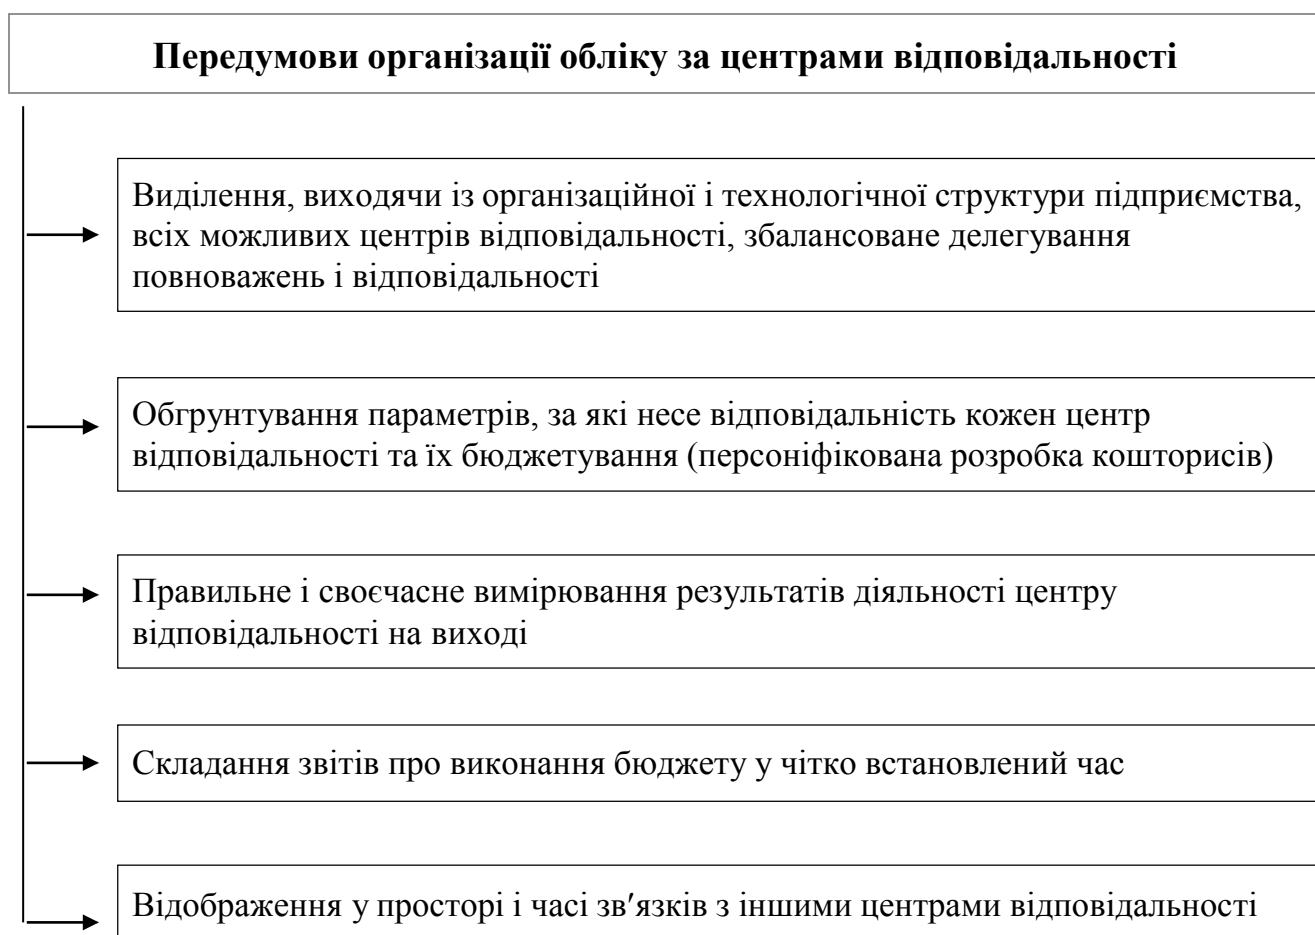 Передумови організації обліку за центрами відповідальності
Виділення, виходячи із організаційної і технологічної структури підприємства,
всіх можливих центрів відповідальності, збалансоване делегування
повноважень і відповідальності
Обгрунтування параметрів, за які несе відповідальність кожен центр
відповідальності та їх бюджетування (персоніфікована розробка кошторисів)
Правильне і своєчасне вимірювання результатів діяльності центру
відповідальності на виході
Складання звітів про виконання бюджету у чітко встановлений час
Відображення у просторі і часі зв′язків з іншими центрами відповідальності